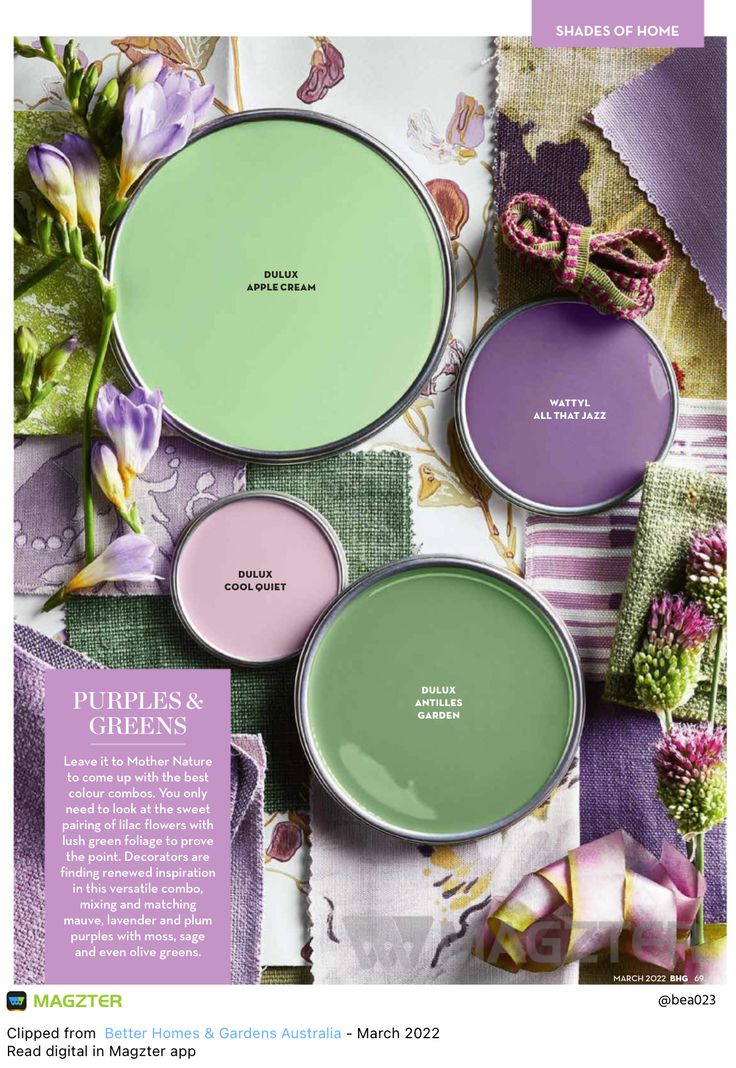 SHADES OF HOME
DULUX
APPLE CREAM
WATTYL
ALL THAT JAZZ
DULUX
COOL QUIET
DULUX
ANTILLES
GARDEN
PURPLES &
GREENS
Leave it to Mother Nature
to come up with the best
colour combos. You only
need to look at the sweet
pairing of lilac flowers with
lush green foliage to prove
the point. Decorators are
finding renewed inspiration
in this versatile combo,
mixing and matching
mauve, lavender and plum
purples with moss, sage
and even olive greens.
MAGZTER
MARCH 2022 BHG 69
MAGZTER
@bea023
Clipped from Better Homes & Gardens Australia - March 2022
Read digital in Magzter app